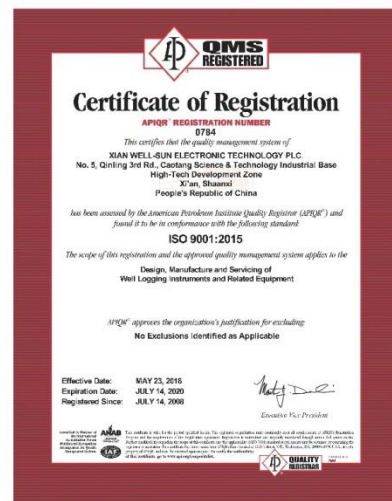 QMS
REGISTERED
Certificate of Registration
APIQR® REGISTRATION NUMBER
0784
This certifies that the quality management system of
XIAN WELL-SUN ELECTRONIC TECHNOLOGY PLC.
No. 5, Qinling 3rd Rd., Caotang Science & Technology Industrial Base
High-Tech Development Zone
Xi'an, Shaanxi
People's Republic of China
has been assessed by the American Petroleum Institute Quality Registrar (APIQR®) and
found it to be in conformance with the following standard:
ISO 9001:2015
The scope of this registration and the approved quality management system applies to the
Design, Manufacture and Servicing of
Well Logging Instruments and Related Equipment
APIQR® approves the organization's justification for excluding:
No Exclusions Identified as Applicable
Effective Date: MAY 23, 2018
Expiration Date: JULY 14, 2020
Registered Since: JULY 14, 2008
Executive Vice President
ANAB
IAF
QUALITY
REGISTRAR